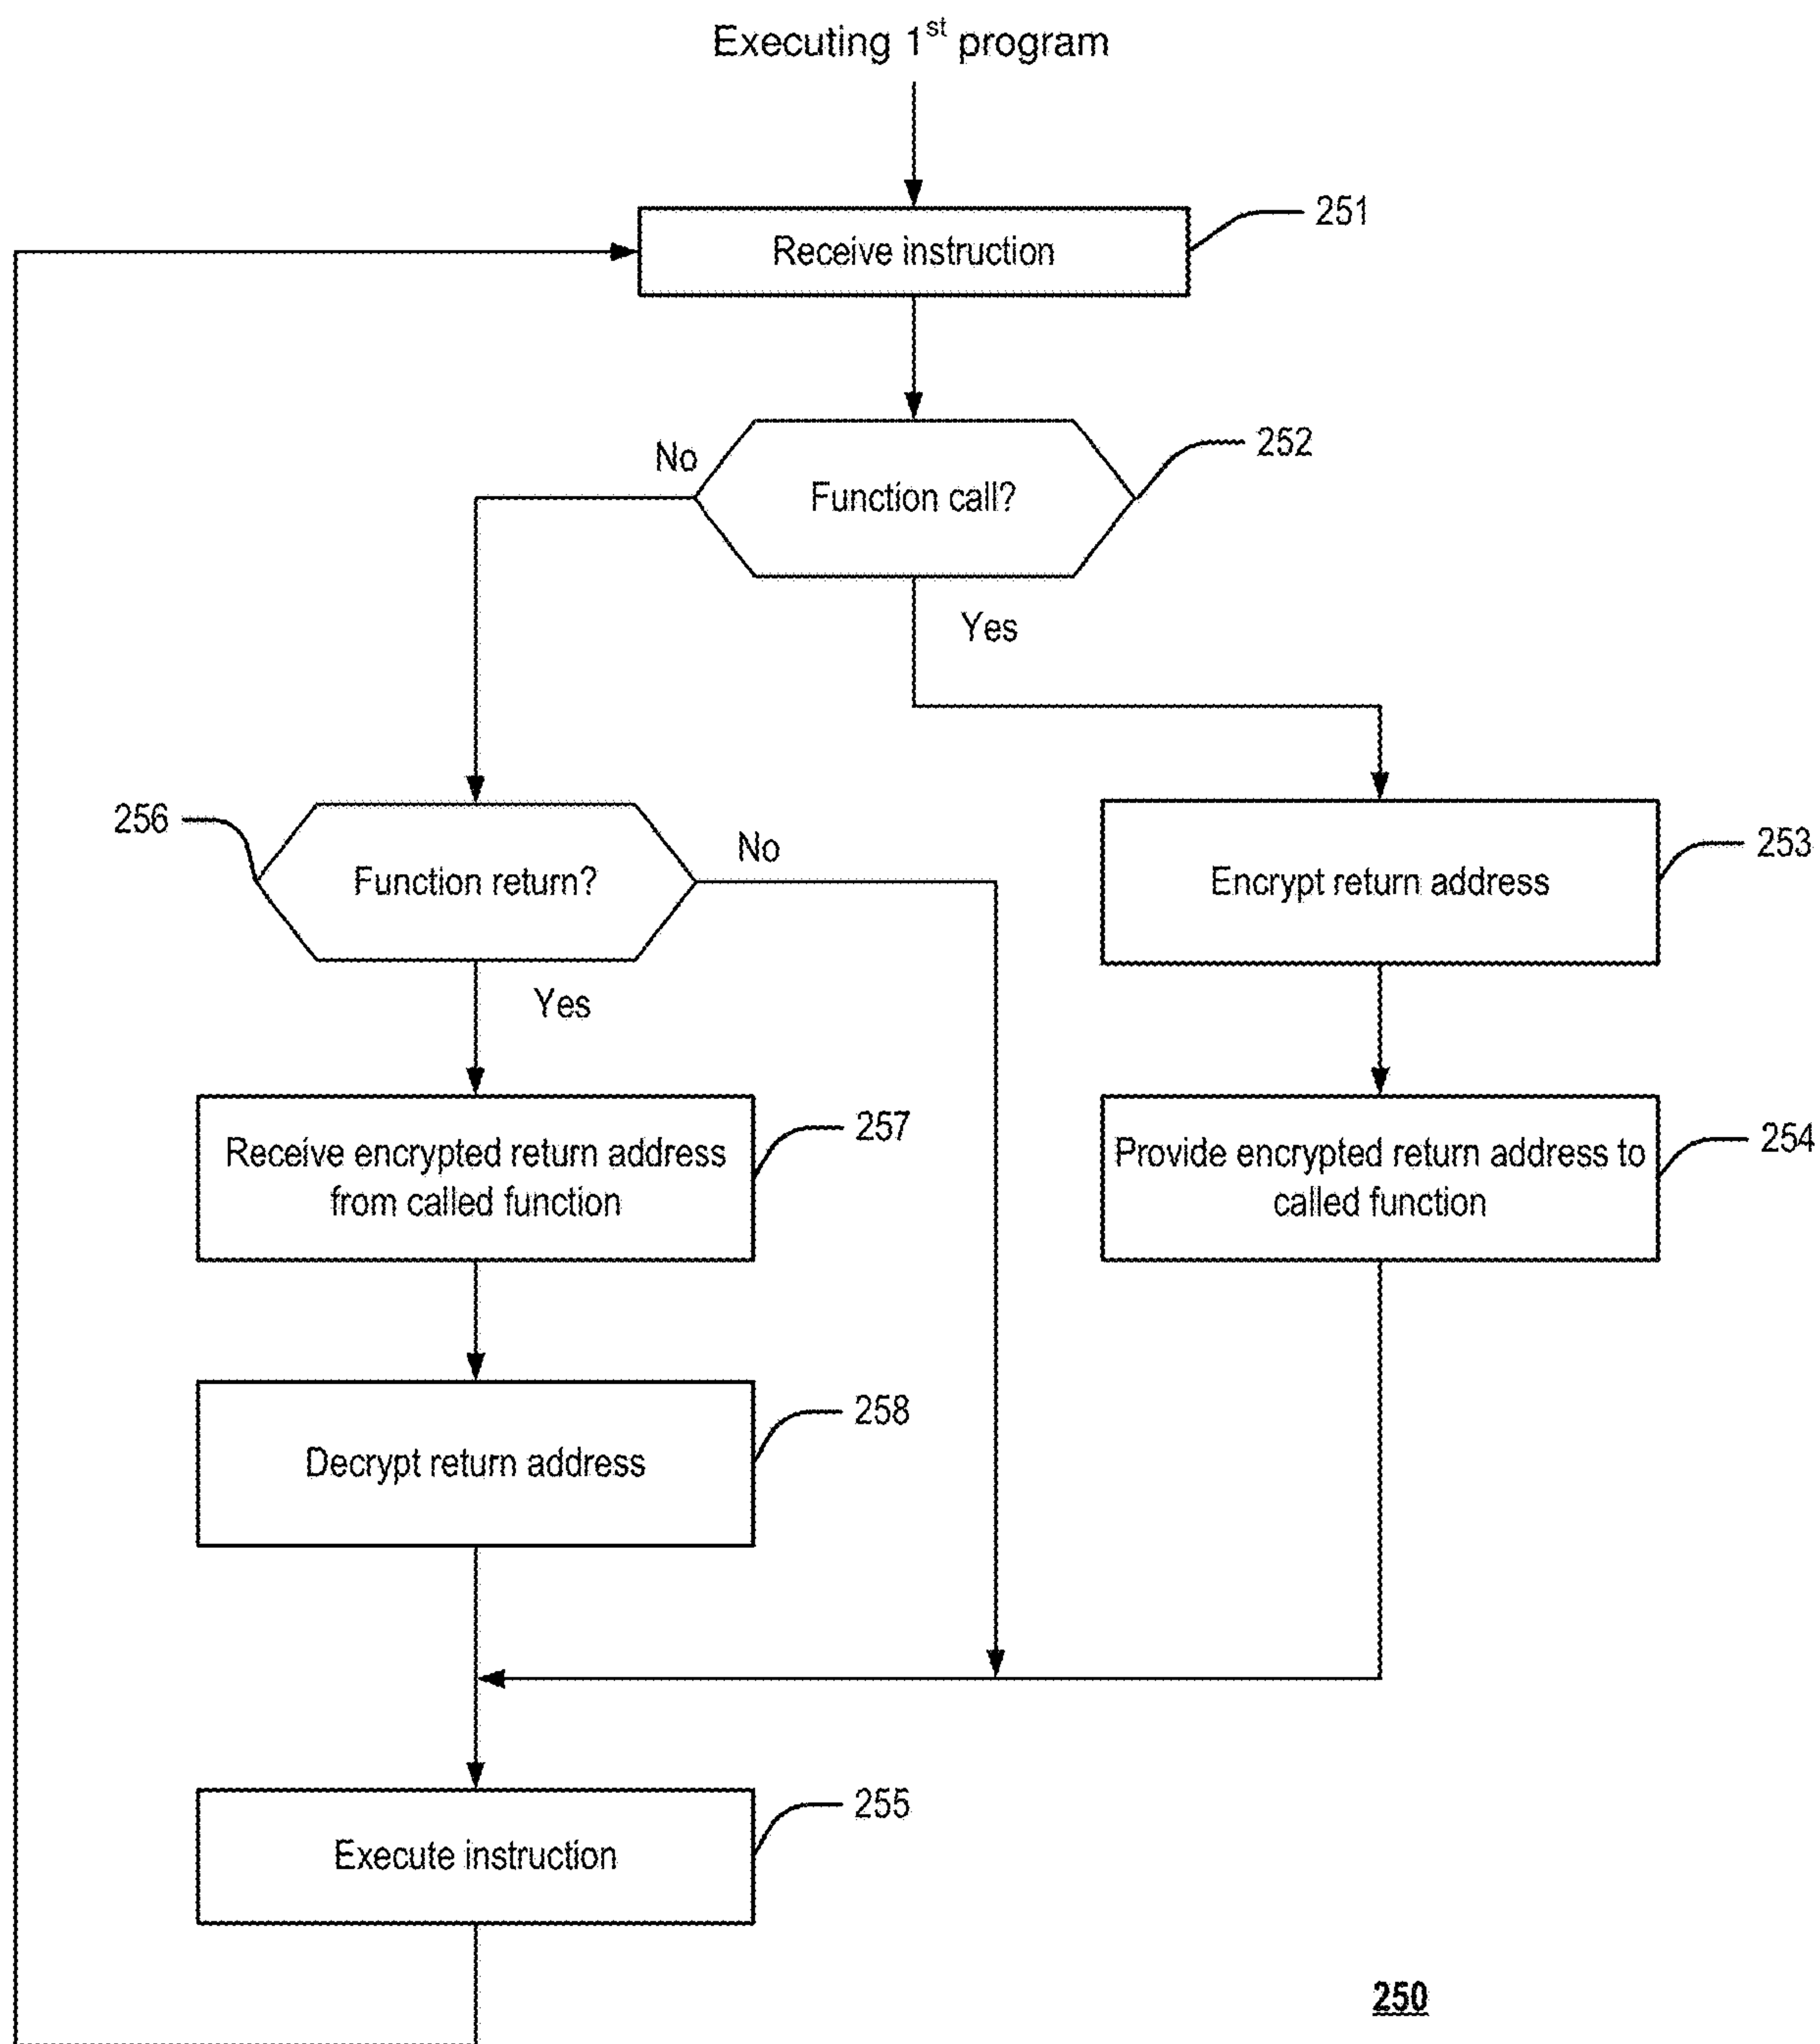 Executing 1st program
Receive instruction
251
Function call?
252
No
Yes
256
Function return?
No
Yes
Encrypt return address
253
Receive encrypted return address
from called function
257
Provide encrypted return address to
called function
254
Decrypt return address
258
Execute instruction
255
250